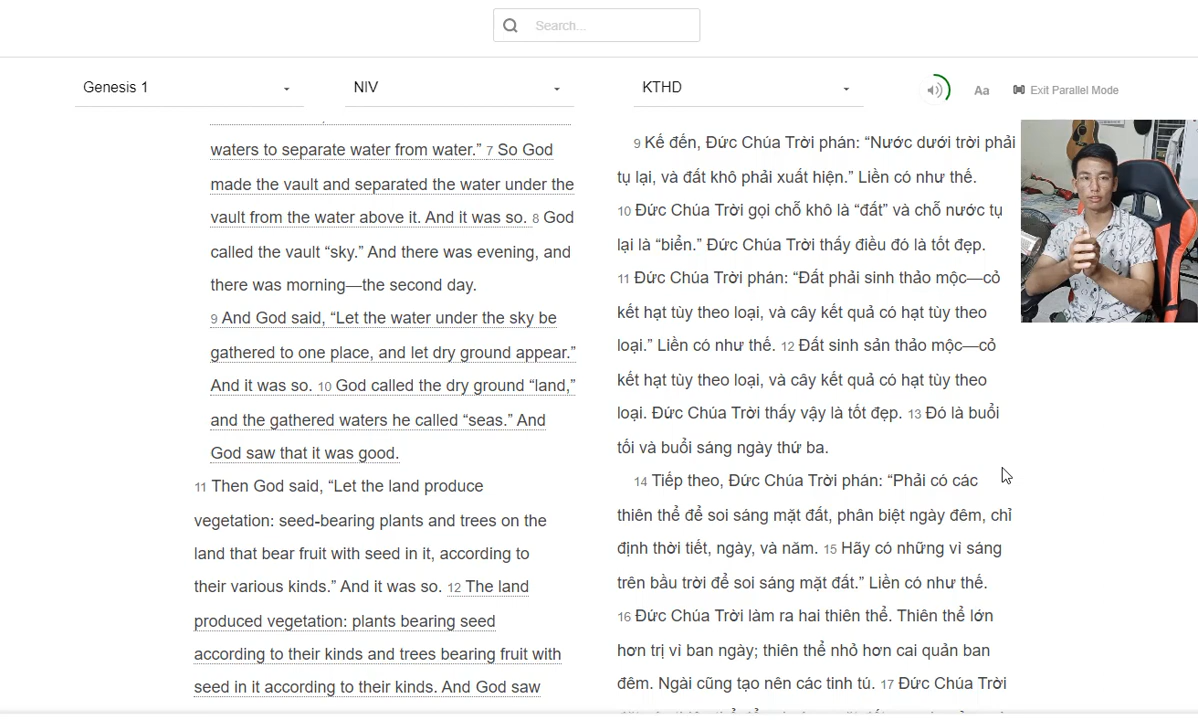 Search...
Genesis 1
NIV
KTHD
Aa
Exit Parallel Mode
waters to separate water from water.” 7 So God
made the vault and separated the water under the
vault from the water above it. And it was so. 8 God
called the vault “sky.” And there was evening, and
there was morning—the second day.
9 And God said, “Let the water under the sky be
gathered to one place, and let dry ground appear.”
And it was so. 10 God called the dry ground “land,”
and the gathered waters he called “seas.” And
God saw that it was good.
11 Then God said, “Let the land produce
vegetation: seed-bearing plants and trees on the
land that bear fruit with seed in it, according to
their various kinds.” And it was so. 12 The land
produced vegetation: plants bearing seed
according to their kinds and trees bearing fruit with
seed in it according to their kinds. And God saw
9 Kế đến, Đức Chúa Trời phán: “Nước dưới trời phải
tụ lại, và đất khô phải xuất hiện.” Liền có như thế.
10 Đức Chúa Trời gọi chỗ khô là “đất” và chỗ nước tụ
lại là “biển.” Đức Chúa Trời thấy điều đó là tốt đẹp.
11 Đức Chúa Trời phán: “Đất phải sinh thảo mộc—cỏ
kết hạt tùy theo loại, và cây kết quả có hạt tùy theo
loại.” Liền có như thế. 12 Đất sinh sản thảo mộc—cỏ
kết hạt tùy theo loại, và cây kết quả có hạt tùy theo
loại. Đức Chúa Trời thấy vậy là tốt đẹp. 13 Đó là buổi
tối và buổi sáng ngày thứ ba.
14 Tiếp theo, Đức Chúa Trời phán: “Phải có các
thiên thể để soi sáng mặt đất, phân biệt ngày đêm, chỉ
định thời tiết, ngày, và năm. 15 Hãy có những vì sáng
trên bầu trời để soi sáng mặt đất.” Liền có như thế.
16 Đức Chúa Trời làm ra hai thiên thể. Thiên thể lớn
hơn trị vì ban ngày; thiên thể nhỏ hơn cai quản ban
đêm. Ngài cũng tạo nên các tinh tú. 17 Đức Chúa Trời